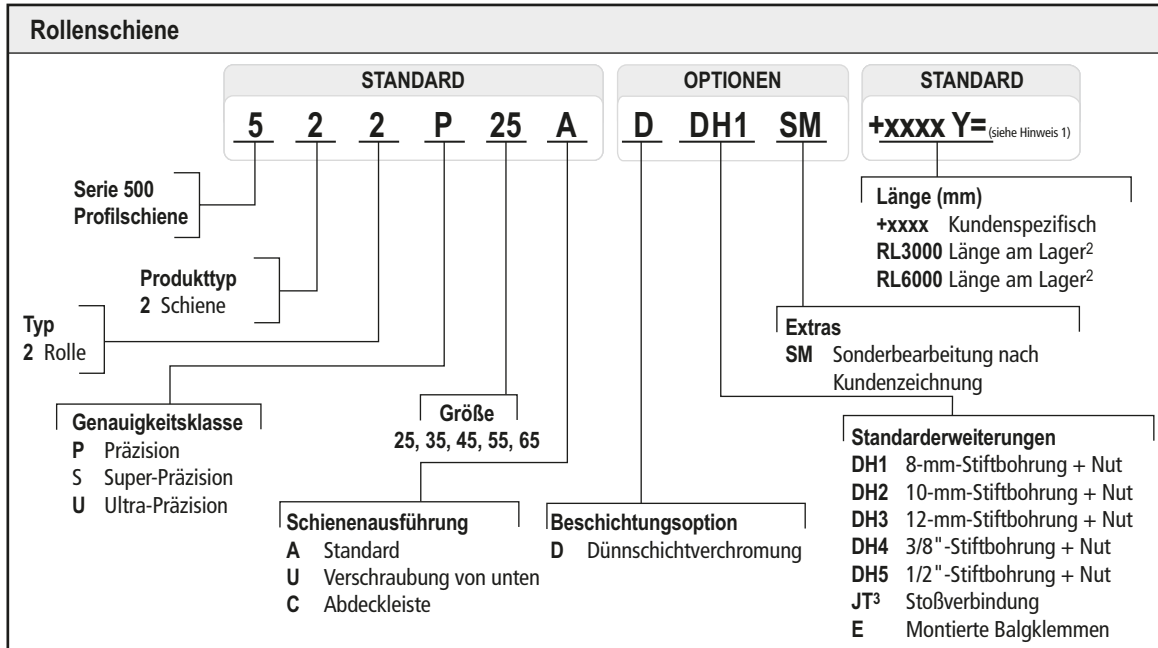 Rollenschiene
STANDARD
OPTIONEN
STANDARD
5 2 2 P 25 A D DH1 SM +xxxx Y= (siehe Hinweis 1)
Serie 500
Profilschiene
Produkttyp
2 Schiene
Typ
2 Rolle
Genauigkeitsklasse
P Präzision
S Super-Präzision
U Ultra-Präzision
Größe
25, 35, 45, 55, 65
Schienenausführung
A Standard
U Verschraubung von unten
C Abdeckleiste
Beschichtungsoption
D Dünnschichtverchromung
Länge (mm)
+xxxx Kundenspezifisch
RL3000 Länge am Lager²
RL6000 Länge am Lager²
Extras
SM Sonderbearbeitung nach
Kundenzeichnung
Standarderweiterungen
DH1 8-mm-Stiftbohrung + Nut
DH2 10-mm-Stiftbohrung + Nut
DH3 12-mm-Stiftbohrung + Nut
DH4 3/8"-Stiftbohrung + Nut
DH5 1/2"-Stiftbohrung + Nut
JT³ Stoßverbindung
E Montierte Balgklemmen